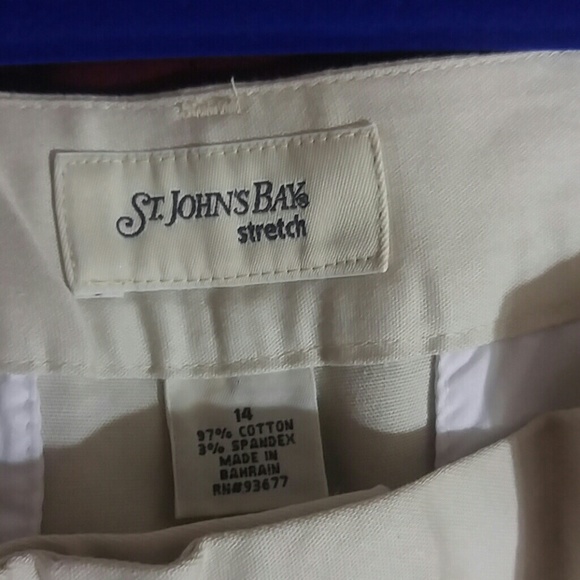 ST. JOHN'S BAY®
stretch
14
97% COTTON
3% SPANDEX
MADE IN
BAHRAIN
RN#93677